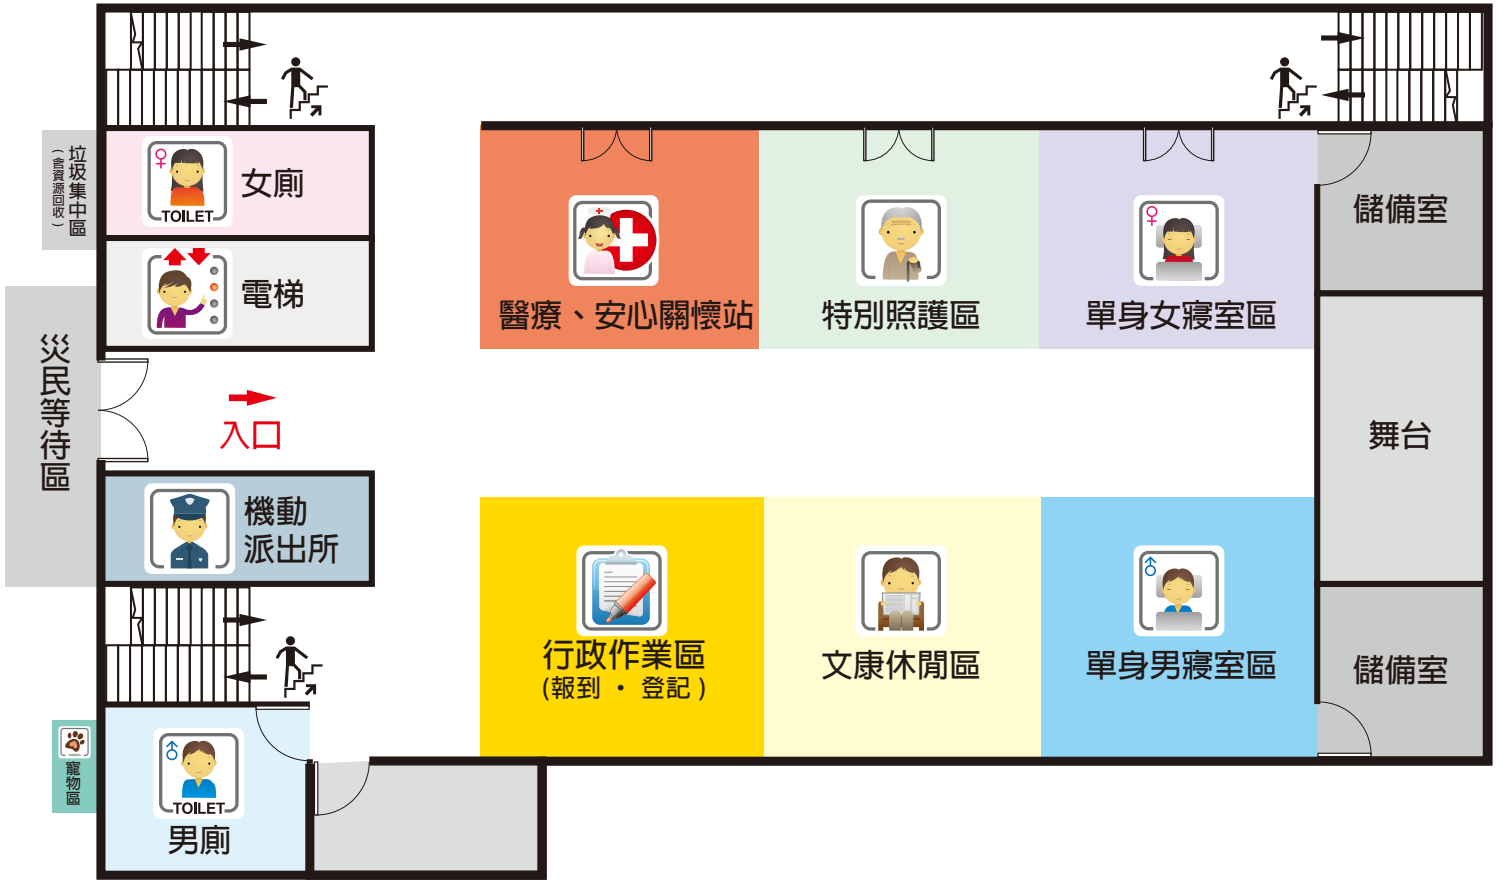 垃圾集中區
(含資源回收)
TOILET
女廁
電梯
災民等待區
入口
機動
派出所
醫療、安心關懷站
特別照護區
單身女寢室區
儲備室
舞台
行政作業區
(報到 ・ 登記)
文康休閒區
單身男寢室區
儲備室
寵物區
TOILET
男廁